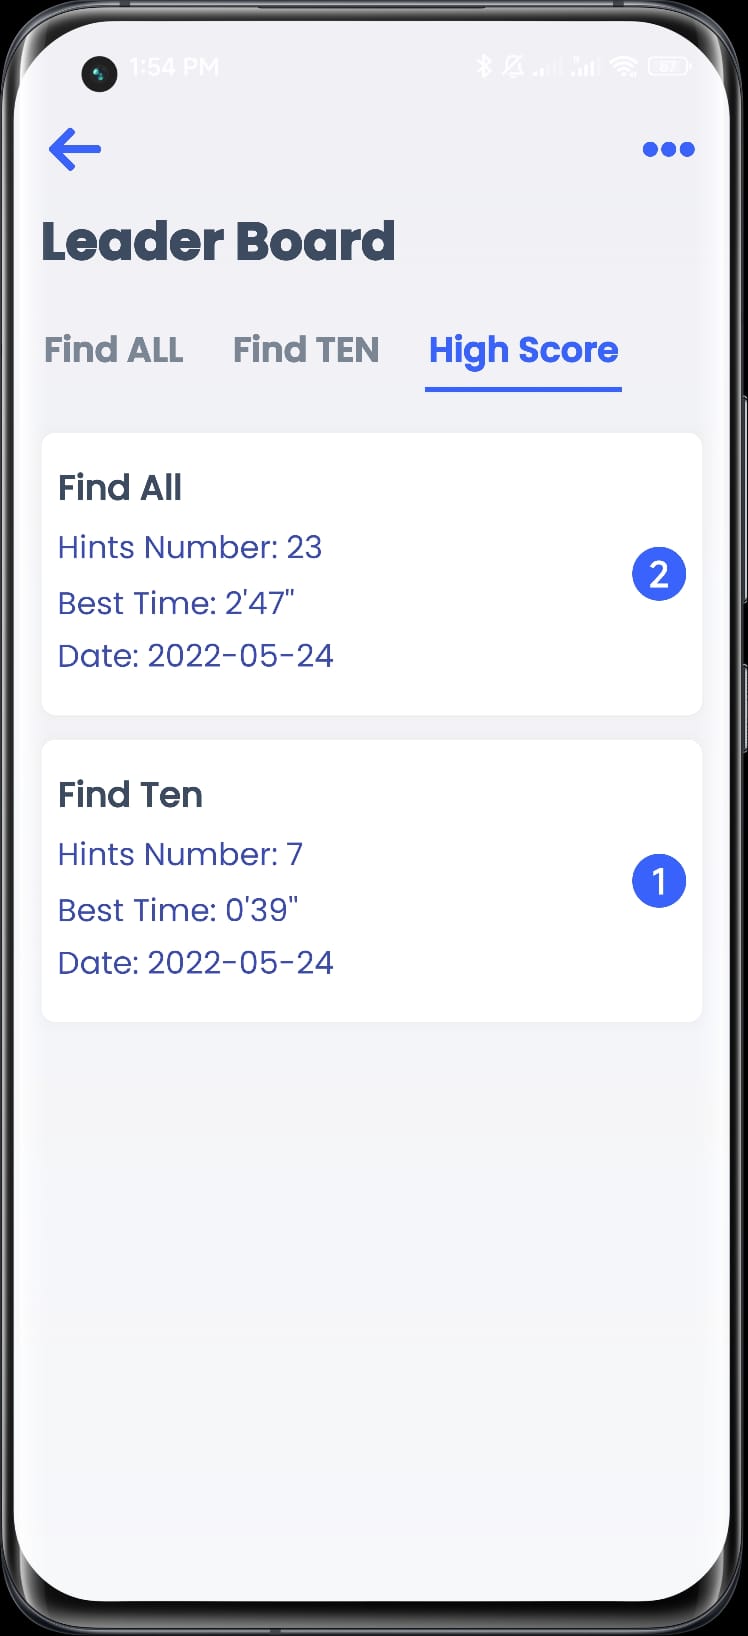 1:54 PM
87
Leader Board
Find ALL Find TEN High Score
Find All
Hints Number: 23
Best Time: 2'47"
Date: 2022-05-24
2
Find Ten
Hints Number: 7
Best Time: 0'39"
Date: 2022-05-24
1